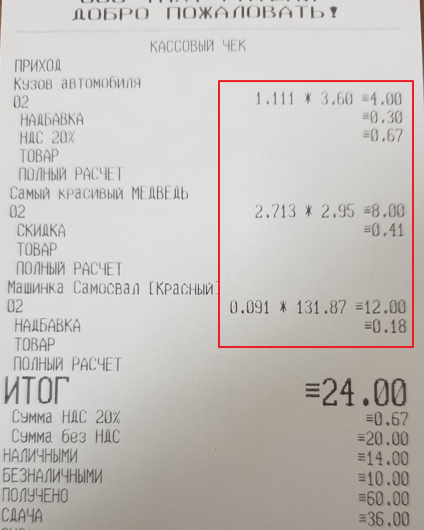 ДОБРО ПОЖАЛОВАТЬ!
КАССОВЫЙ ЧЕК
ПРИХОД
Кузов автомобиля
02 1.111 * 3.60 =4.00
НАДБАВКА =0.30
НДС 20% =0.67
ТОВАР
ПОЛНЫЙ РАСЧЕТ
Самый красивый МЕДВЕДЬ
02 2.713 * 2.95 =8.00
СКИДКА =0.41
ТОВАР
ПОЛНЫЙ РАСЧЕТ
Машинка Самосвал [Красный]
02 0.091 * 131.87 =12.00
НАДБАВКА =0.18
ТОВАР
ПОЛНЫЙ РАСЧЕТ
ИТОГ =24.00
Сумма НДС 20% =0.67
Сумма без НДС =20.00
НАЛИЧНЫМИ =14.00
БЕЗНАЛИЧНЫМИ =10.00
ПОЛУЧЕНО =60.00
СДАЧА =36.00